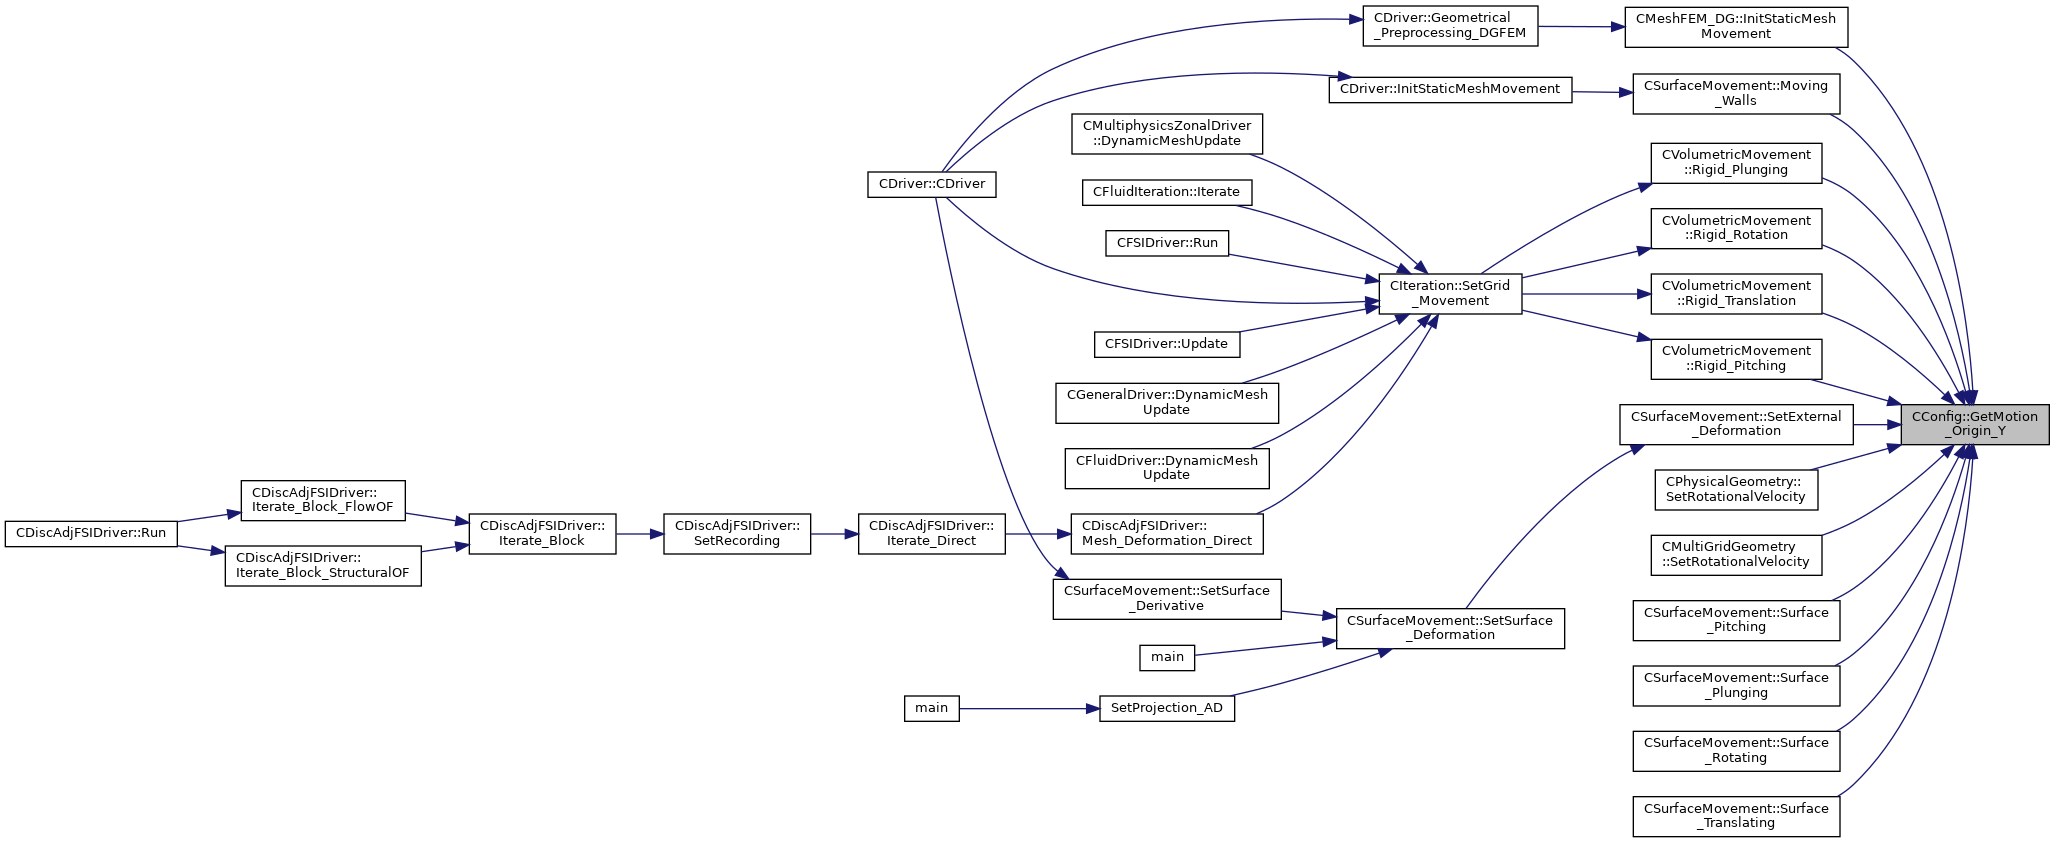 CDriver::Geometrical
_Preprocessing_DGFEM
CMeshFEM_DG::InitStaticMesh
Movement
CDriver::InitStaticMeshMovement
CSurfaceMovement::Moving
_Walls
CMultiphysicsZonalDriver
::DynamicMeshUpdate
CVolumetricMovement
::Rigid_Plunging
CDriver::CDriver
CFluidIteration::Iterate
CVolumetricMovement
::Rigid_Rotation
CFSIDriver::Run
CIteration::SetGrid
_Movement
CVolumetricMovement
::Rigid_Translation
CFSIDriver::Update
CVolumetricMovement
::Rigid_Pitching
CGeneralDriver::DynamicMesh
Update
CSurfaceMovement::SetExternal
_Deformation
CConfig::GetMotion
_Origin_Y
CFluidDriver::DynamicMesh
Update
CPhysicalGeometry::
SetRotationalVelocity
CDiscAdjFSIDriver::
Iterate_Block_FlowOF
CDiscAdjFSIDriver::Run
CDiscAdjFSIDriver::
Iterate_Block_StructuralOF
CDiscAdjFSIDriver::
Iterate_Block
CDiscAdjFSIDriver::
SetRecording
CDiscAdjFSIDriver::
Iterate_Direct
CDiscAdjFSIDriver::
Mesh_Deformation_Direct
CMultiGridGeometry
::SetRotationalVelocity
CSurfaceMovement::SetSurface
_Derivative
CSurfaceMovement::SetSurface
_Deformation
CSurfaceMovement::Surface
_Pitching
main
CSurfaceMovement::Surface
_Plunging
main
SetProjection_AD
CSurfaceMovement::Surface
_Rotating
CSurfaceMovement::Surface
_Translating